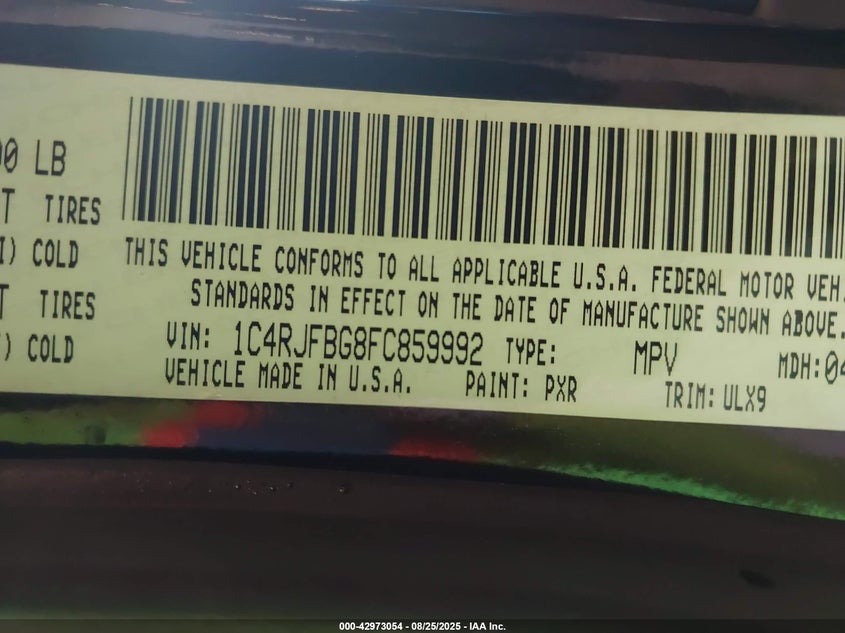 00 LB
T TIRES
I) COLD
T TIRES
) COLD
THIS VEHICLE CONFORMS TO ALL APPLICABLE U.S.A. FEDERAL MOTOR VEH
STANDARDS IN EFFECT ON THE DATE OF MANUFACTURE SHOWN ABOVE.
VIN: 1C4RJFBG8FC859992 TYPE: MPV MDH:04
VEHICLE MADE IN U.S.A. PAINT: PXR TRIM: ULX9
000-42973054 - 08/25/2025 - IAA Inc.